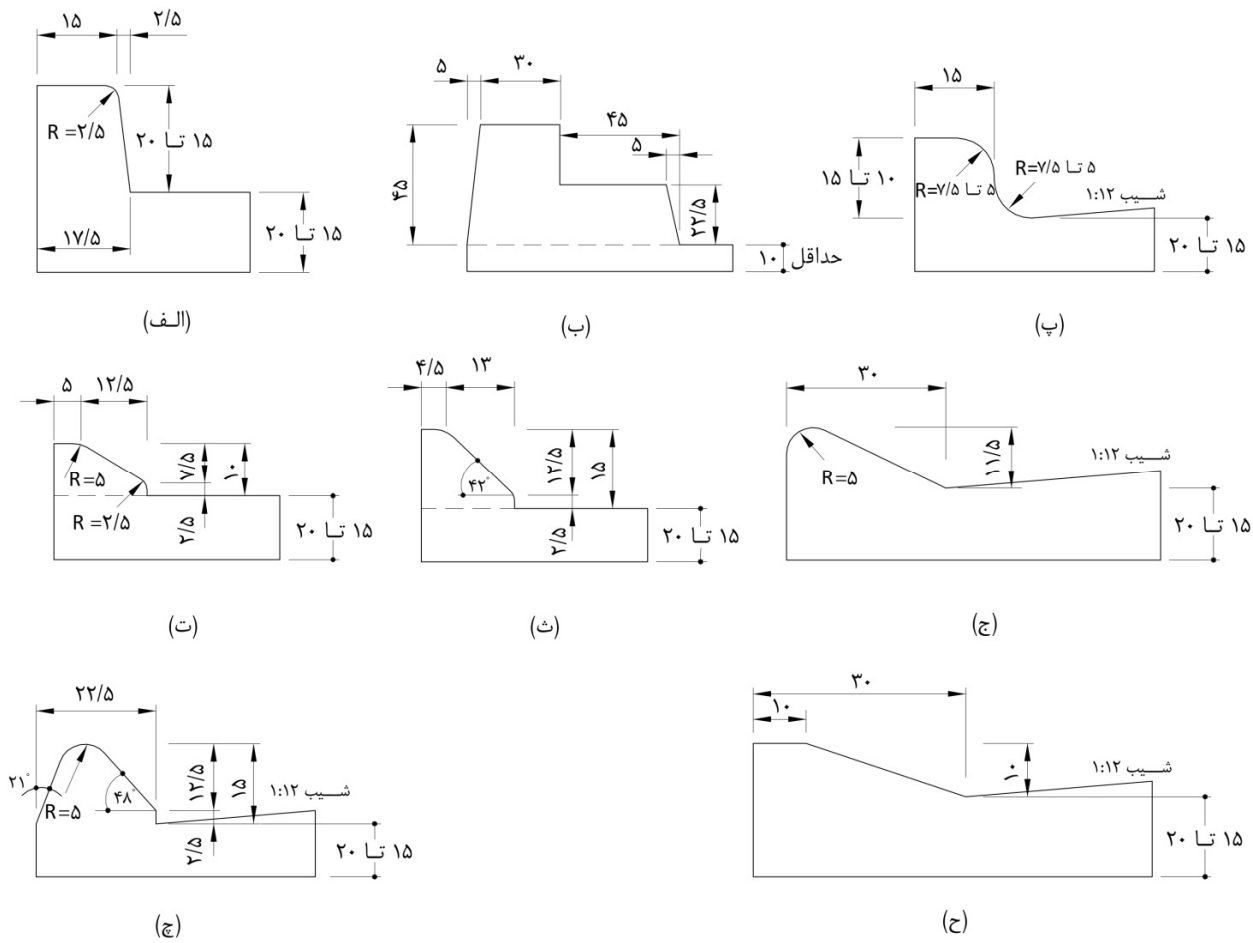 ۱۵ ۲/۵
R =۲/۵
۱۵ تا ۲۰
۱۷/۵
۱۵ تا ۲۰
(الف)
۵ ۳۰
۴۵
۵
۴۵
۲۲/۵
حداقل ۱۰
(ب)
۱۵
۱۰ تا ۱۵
R=۵ تا ۷/۵
R=۵ تا ۷/۵
شیب ۱:۱۲
۱۵ تا ۲۰
(پ)
۵ ۱۲/۵
R=۵
R =۲/۵
۷/۵
۱۰
۲/۵
۱۵ تا ۲۰
(ت)
۴/۵ ۱۳
۴۲°
۱۲/۵
۱۵
۲/۵
۱۵ تا ۲۰
(ث)
۳۰
R=۵
۱۱/۵
شیب ۱:۱۲
۱۵ تا ۲۰
(ج)
۲۲/۵
۲۱°
R=۵
۴۸°
۱۲/۵
۱۵
۲/۵
شیب ۱:۱۲
۱۵ تا ۲۰
(چ)
۳۰
۱۰
۱۰
شیب ۱:۱۲
۱۵ تا ۲۰
(ح)